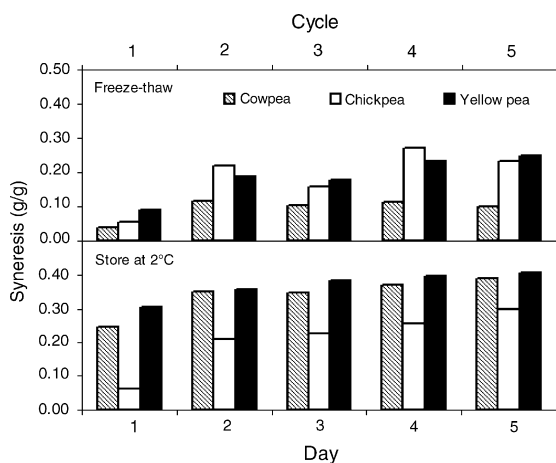 Cycle
1 2 3 4 5
0.50
Freeze-thaw
Cowpea Chickpea Yellow pea
0.40
0.30
0.20
0.10
0.00
Syneresis (g/g)
Store at 2°C
0.40
0.30
0.20
0.10
0.00
1 2 3 4 5
Day